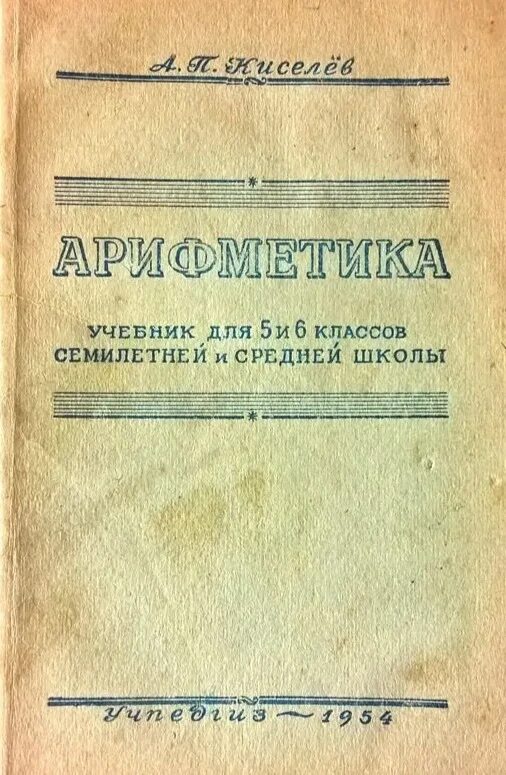 А. П. Киселёв
АРИФМЕТИКА
УЧЕБНИК ДЛЯ 5 И 6 КЛАССОВ
СЕМИЛЕТНЕЙ И СРЕДНЕЙ ШКОЛЫ
Учпедгиз — 1954